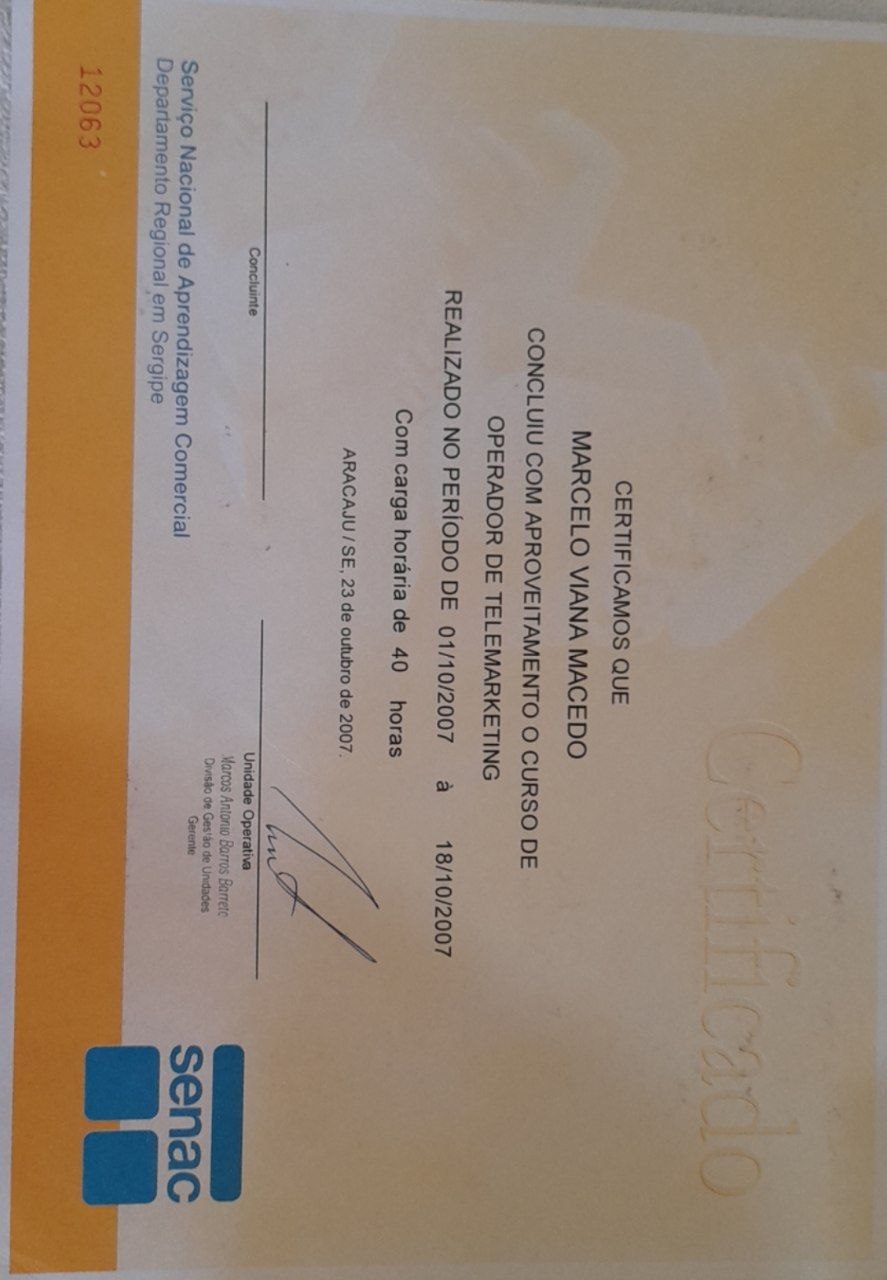 Certificado
CERTIFICAMOS QUE
MARCELO VIANA MACEDO
CONCLUIU COM APROVEITAMENTO O CURSO DE
OPERADOR DE TELEMARKETING
REALIZADO NO PERÍODO DE 01/10/2007 à 18/10/2007
Com carga horária de 40 horas
ARACAJU / SE, 23 de outubro de 2007.
Concluinte
Unidade Operativa
Marcos Antonio Barros Barreto
Divisão de Gestão de Unidades
Gerente
Serviço Nacional de Aprendizagem Comercial
Departamento Regional em Sergipe
senac
12063